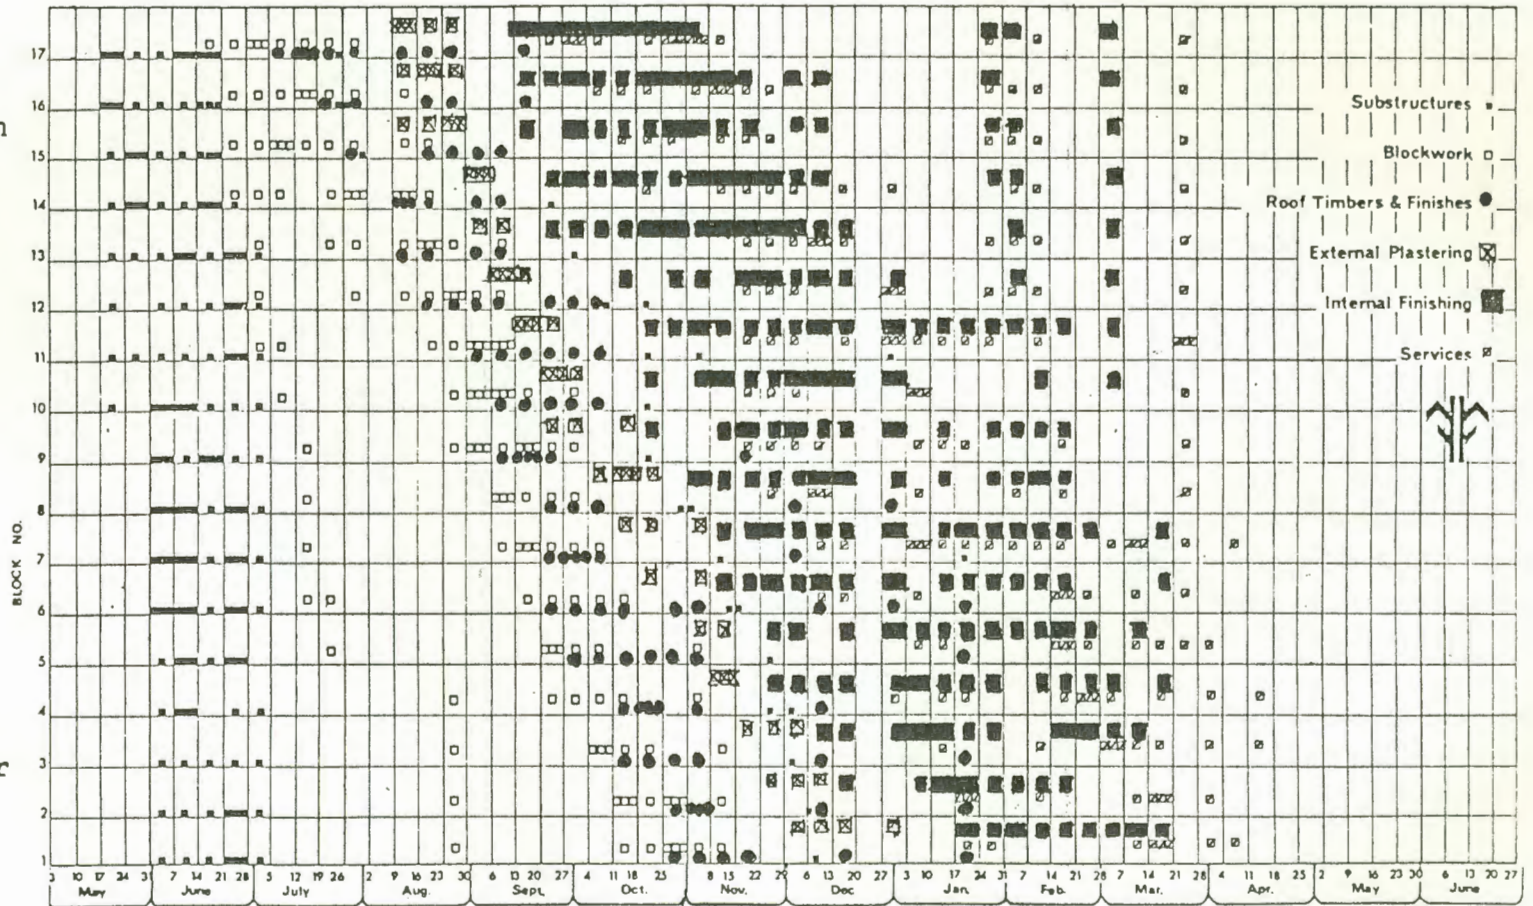 17
16
15
14
13
12
11
10
9
8
7
6
5
4
3
2
1
BLOCK NO.
Substructures
Blockwork
Roof Timbers & Finishes
External Plastering
Internal Finishing
Services
3 10 17 24 31 7 14 21 28 5 12 19 26 2 9 16 23 30 6 13 20 27 4 11 18 25 1 8 15 22 29 6 13 20 27 3 10 17 24 31 7 14 21 28 7 14 21 28 4 11 18 25 2 9 16 23 30 6 13 20 27
May June July Aug. Sept. Oct. Nov. Dec Jan. Feb. Mar. Apr. May June